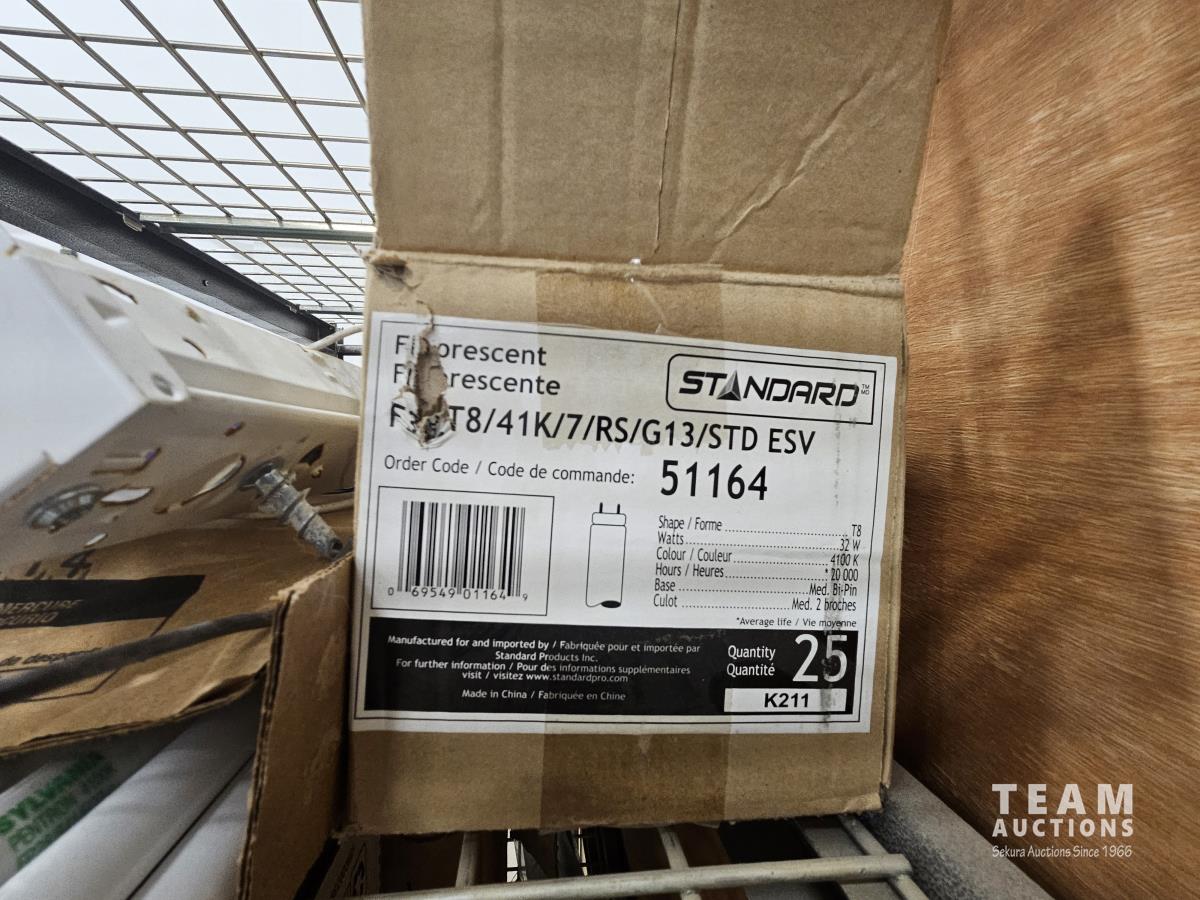 Fluorescent
Fluorescente
STANDARD
TM
MD
T8/41K/7/RS/G13/STD ESV
Order Code / Code de commande: 51164
0 69549 01164 9
Shape / Forme T8
Watts 32 W
Colour / Couleur 4100 K
Hours / Heures * 20 000
Base Med. Bi-Pin
Culot Med. 2 broches
*Average life / Vie moyenne
Manufactured for and imported by / Fabriquée pour et importée par
Standard Products Inc.
For further information / Pour des informations supplémentaires
visit / visitez www.standardpro.com
Made in China / Fabriquée en Chine
Quantity
Quantité
25
K211
MERCURE
SYLVANIA
TEAM
AUCTIONS
Sekura Auctions Since 1966